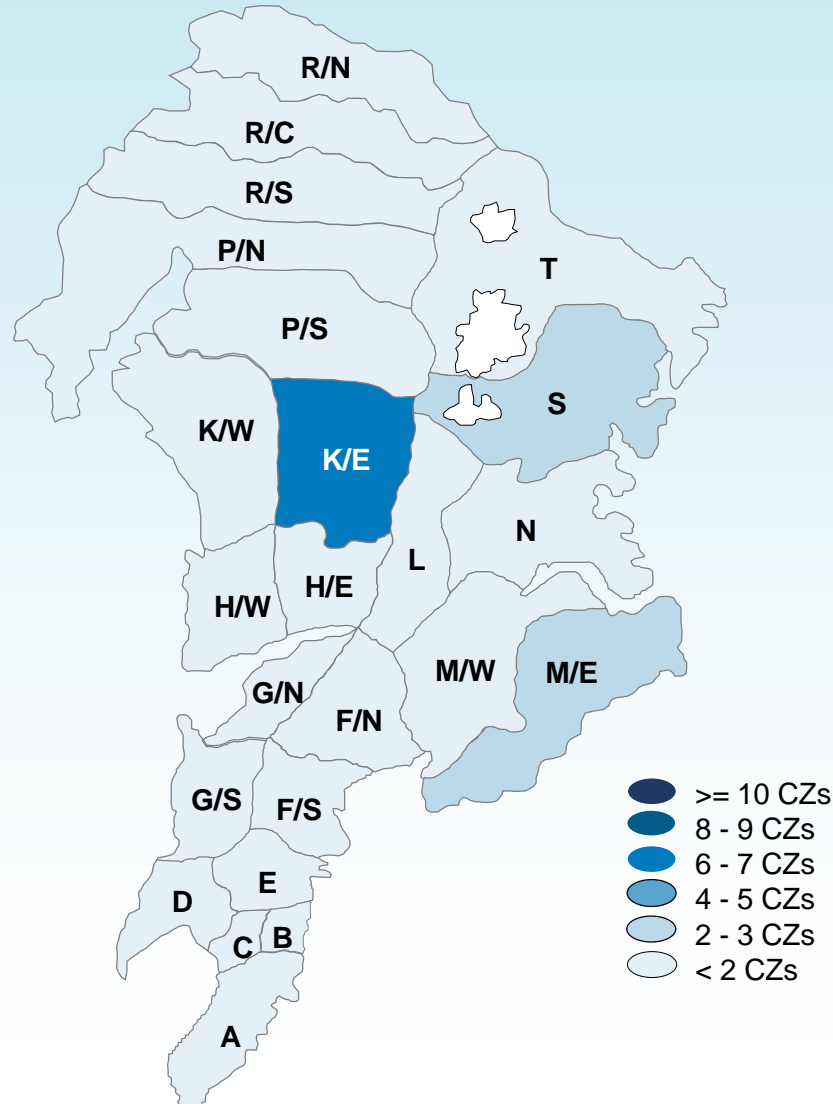 R/N
R/C
R/S
P/N
T
P/S
S
K/W
K/E
N
L
H/E
H/W
M/W
M/E
G/N
F/N
G/S
F/S
E
D
B
C
A
>= 10 CZs
8 - 9 CZs
6 - 7 CZs
4 - 5 CZs
2 - 3 CZs
< 2 CZs